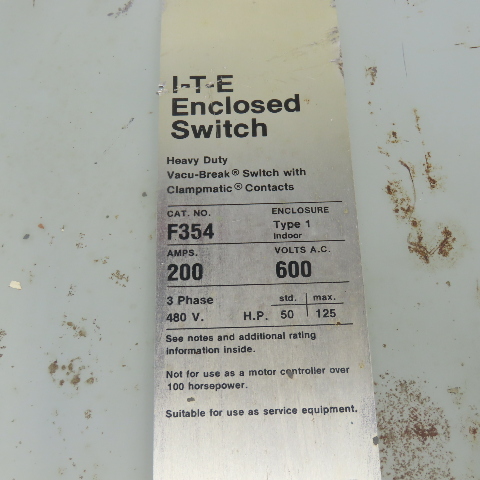 I-T-E
Enclosed
Switch
Heavy Duty
Vacu-Break® Switch with
Clampmatic® Contacts
CAT. NO. ENCLOSURE
F354 Type 1
Indoor
AMPS. VOLTS A.C.
200 600
3 Phase std. max.
480 V. H.P. 50 125
See notes and additional rating
information inside.
Not for use as a motor controller over
100 horsepower.
Suitable for use as service equipment.